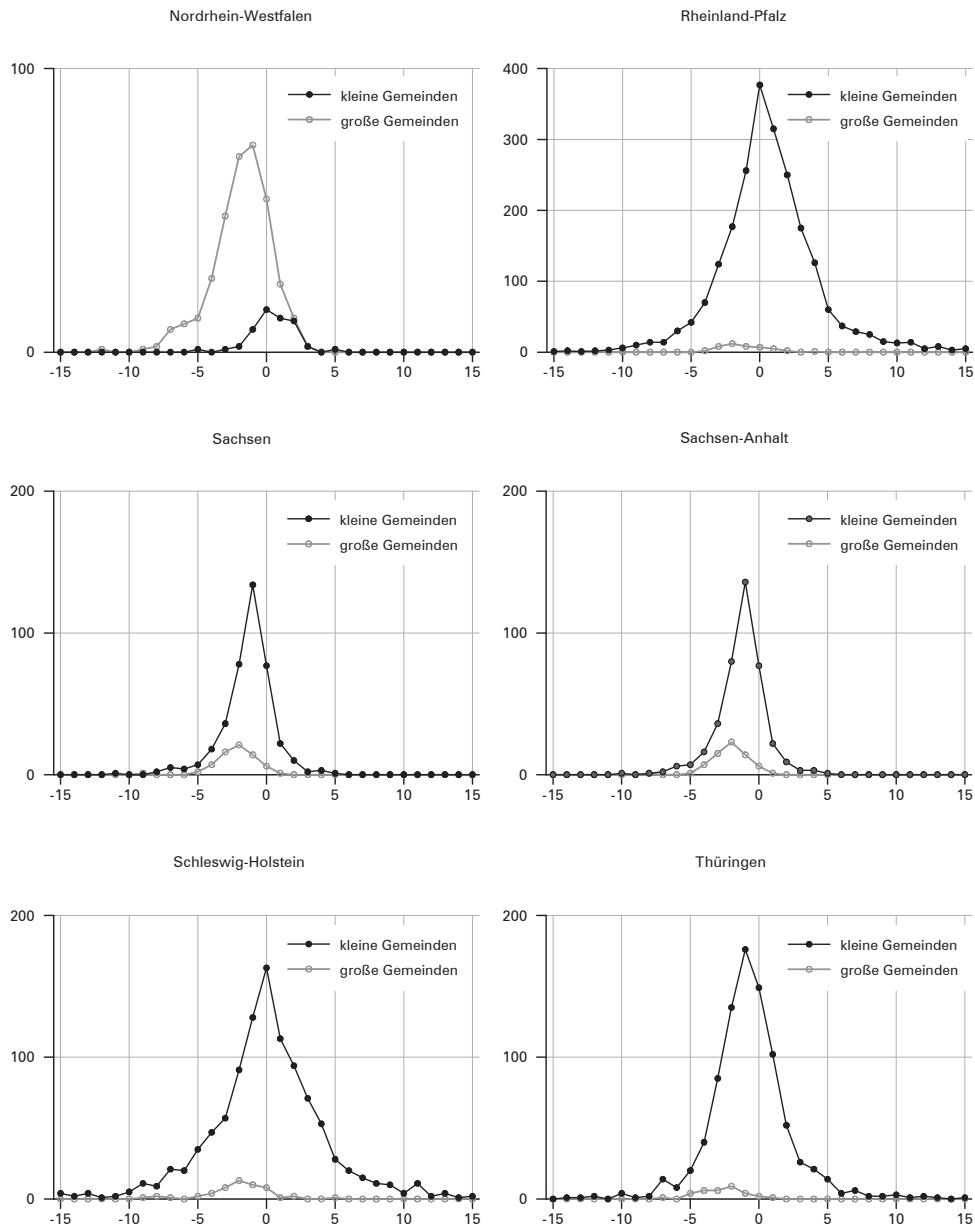 Nordrhein-Westfalen
100
kleine Gemeinden
große Gemeinden
0
-15 -10 -5 0 5 10 15
Rheinland-Pfalz
400
kleine Gemeinden
große Gemeinden
300
200
100
0
-15 -10 -5 0 5 10 15
Sachsen
200
kleine Gemeinden
große Gemeinden
100
0
-15 -10 -5 0 5 10 15
Sachsen-Anhalt
200
kleine Gemeinden
große Gemeinden
100
0
-15 -10 -5 0 5 10 15
Schleswig-Holstein
200
kleine Gemeinden
große Gemeinden
100
0
-15 -10 -5 0 5 10 15
Thüringen
200
kleine Gemeinden
große Gemeinden
100
0
-15 -10 -5 0 5 10 15